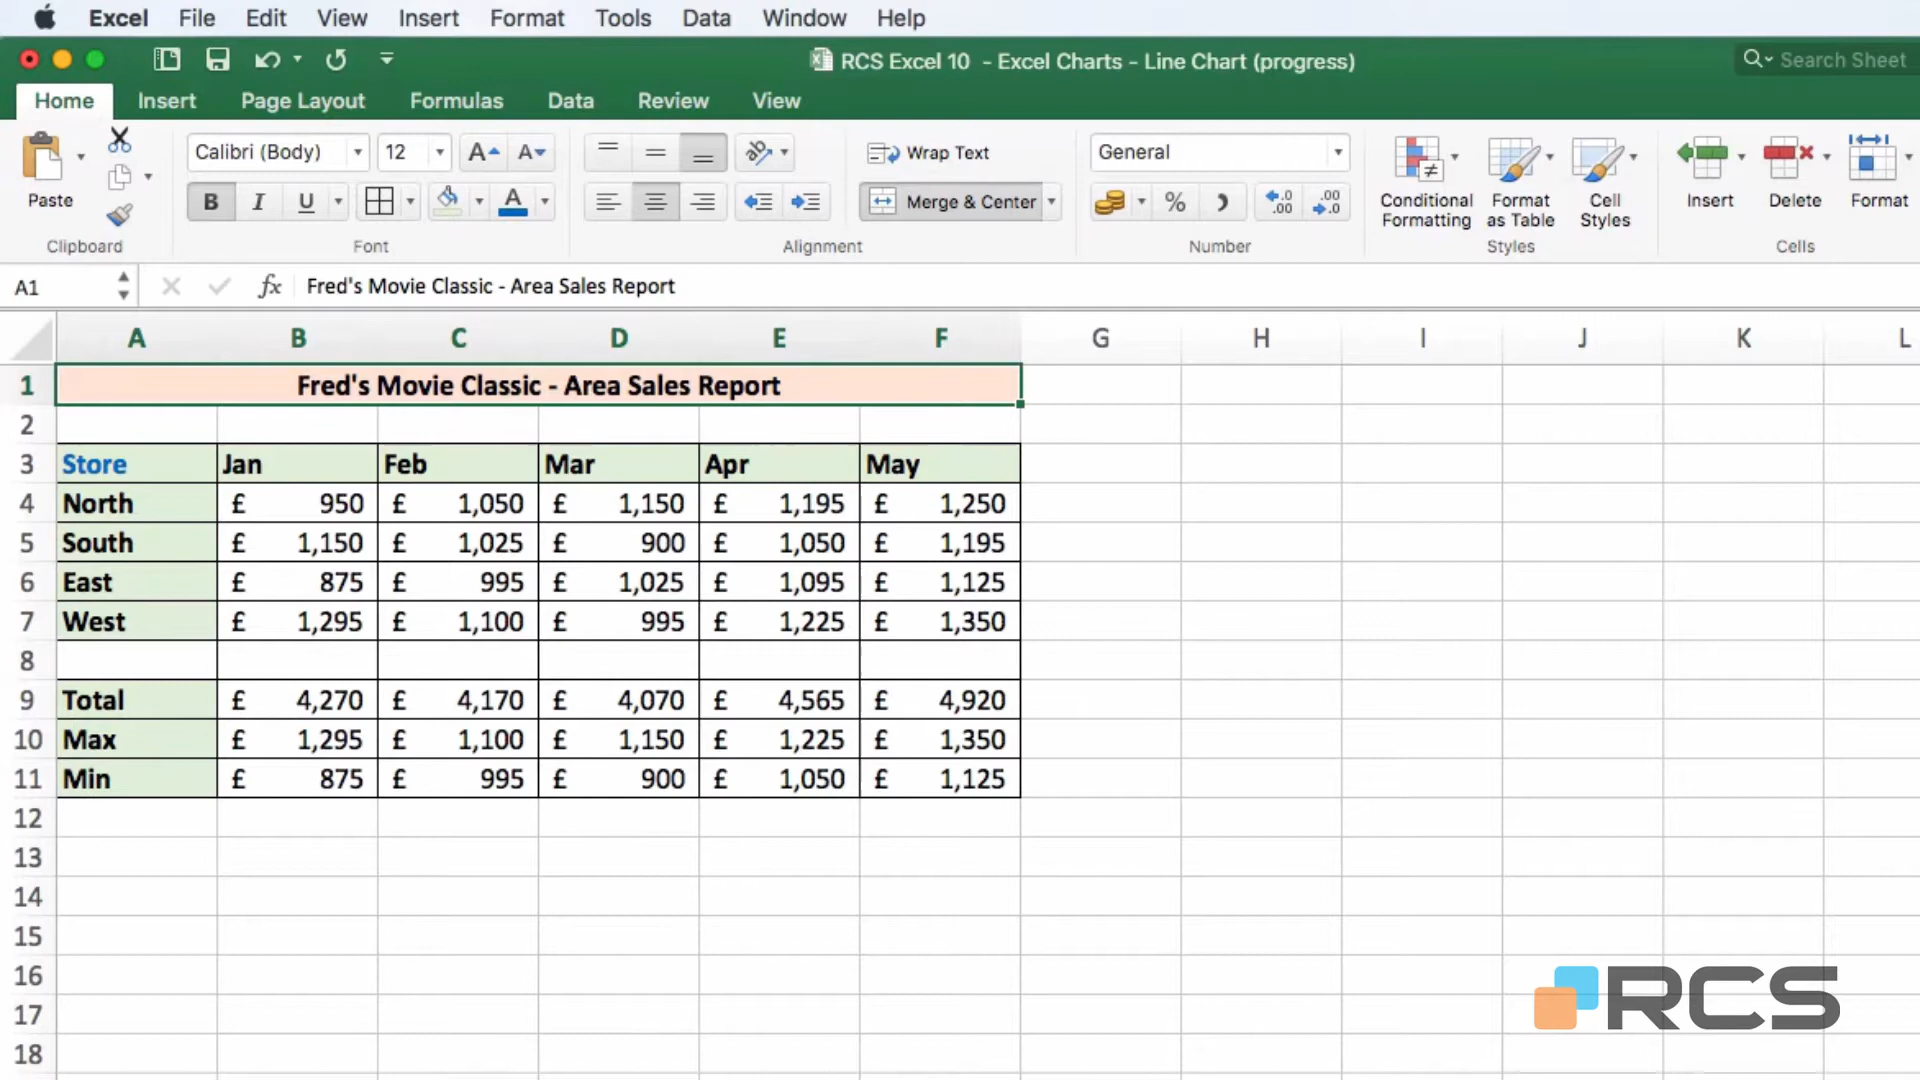 Excel File Edit View Insert Format Tools Data Window Help
RCS Excel 10 - Excel Charts - Line Chart (progress)
Search Sheet
Home Insert Page Layout Formulas Data Review View
Paste
Clipboard
Calibri (Body) 12
B I U
Font
Wrap Text
Merge & Center
Alignment
General
%
Number
Conditional Formatting
Format as Table
Cell Styles
Styles
Insert Delete Format
Cells
A1 fx Fred's Movie Classic - Area Sales Report
A B C D E F G H I J K L
1 Fred's Movie Classic - Area Sales Report
2
3 Store Jan Feb Mar Apr May
4 North £ 950 £ 1,050 £ 1,150 £ 1,195 £ 1,250
5 South £ 1,150 £ 1,025 £ 900 £ 1,050 £ 1,195
6 East £ 875 £ 995 £ 1,025 £ 1,095 £ 1,125
7 West £ 1,295 £ 1,100 £ 995 £ 1,225 £ 1,350
8
9 Total £ 4,270 £ 4,170 £ 4,070 £ 4,565 £ 4,920
10 Max £ 1,295 £ 1,100 £ 1,150 £ 1,225 £ 1,350
11 Min £ 875 £ 995 £ 900 £ 1,050 £ 1,125
12
13
14
15
16
17
18
RCS